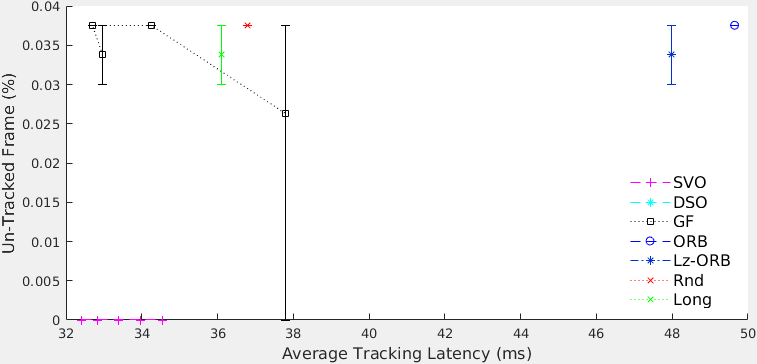 0.04
0.035
0.03
0.025
0.02
0.015
0.01
0.005
0
Un-Tracked Frame (%)
32 34 36 38 40 42 44 46 48 50
Average Tracking Latency (ms)
SVO
DSO
GF
ORB
Lz-ORB
Rnd
Long